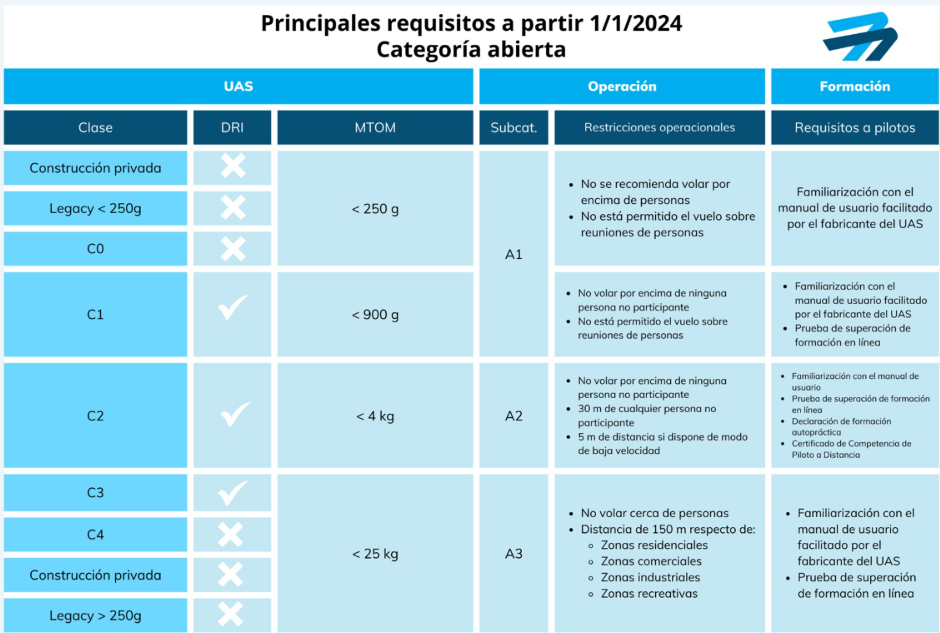 Principales requisitos a partir 1/1/2024
Categoría abierta
UAS
Operación
Formación
Clase
DRI
MTOM
Subcat.
Restricciones operacionales
Requisitos a pilotos
Construcción privada
Legacy < 250g
C0
< 250 g
A1
• No se recomienda volar por
encima de personas
• No está permitido el vuelo sobre
reuniones de personas
Familiarización con el
manual de usuario facilitado
por el fabricante del UAS
C1
< 900 g
• No volar por encima de ninguna
persona no participante
• No está permitido el vuelo sobre
reuniones de personas
• Familiarización con el
manual de usuario facilitado
por el fabricante del UAS
• Prueba de superación de
formación en línea
C2
< 4 kg
A2
• No volar por encima de ninguna
persona no participante
• 30 m de cualquier persona no
participante
• 5 m de distancia si dispone de modo
de baja velocidad
• Familiarización con el manual de
usuario
• Prueba de superación de formación
en línea
• Declaración de formación
autopráctica
• Certificado de Competencia de
Piloto a Distancia
C3
C4
Construcción privada
Legacy > 250g
< 25 kg
A3
• No volar cerca de personas
• Distancia de 150 m respecto de:
◦ Zonas residenciales
◦ Zonas comerciales
◦ Zonas industriales
◦ Zonas recreativas
• Familiarización con el
manual de usuario
facilitado por el
fabricante del UAS
• Prueba de superación
de formación en línea